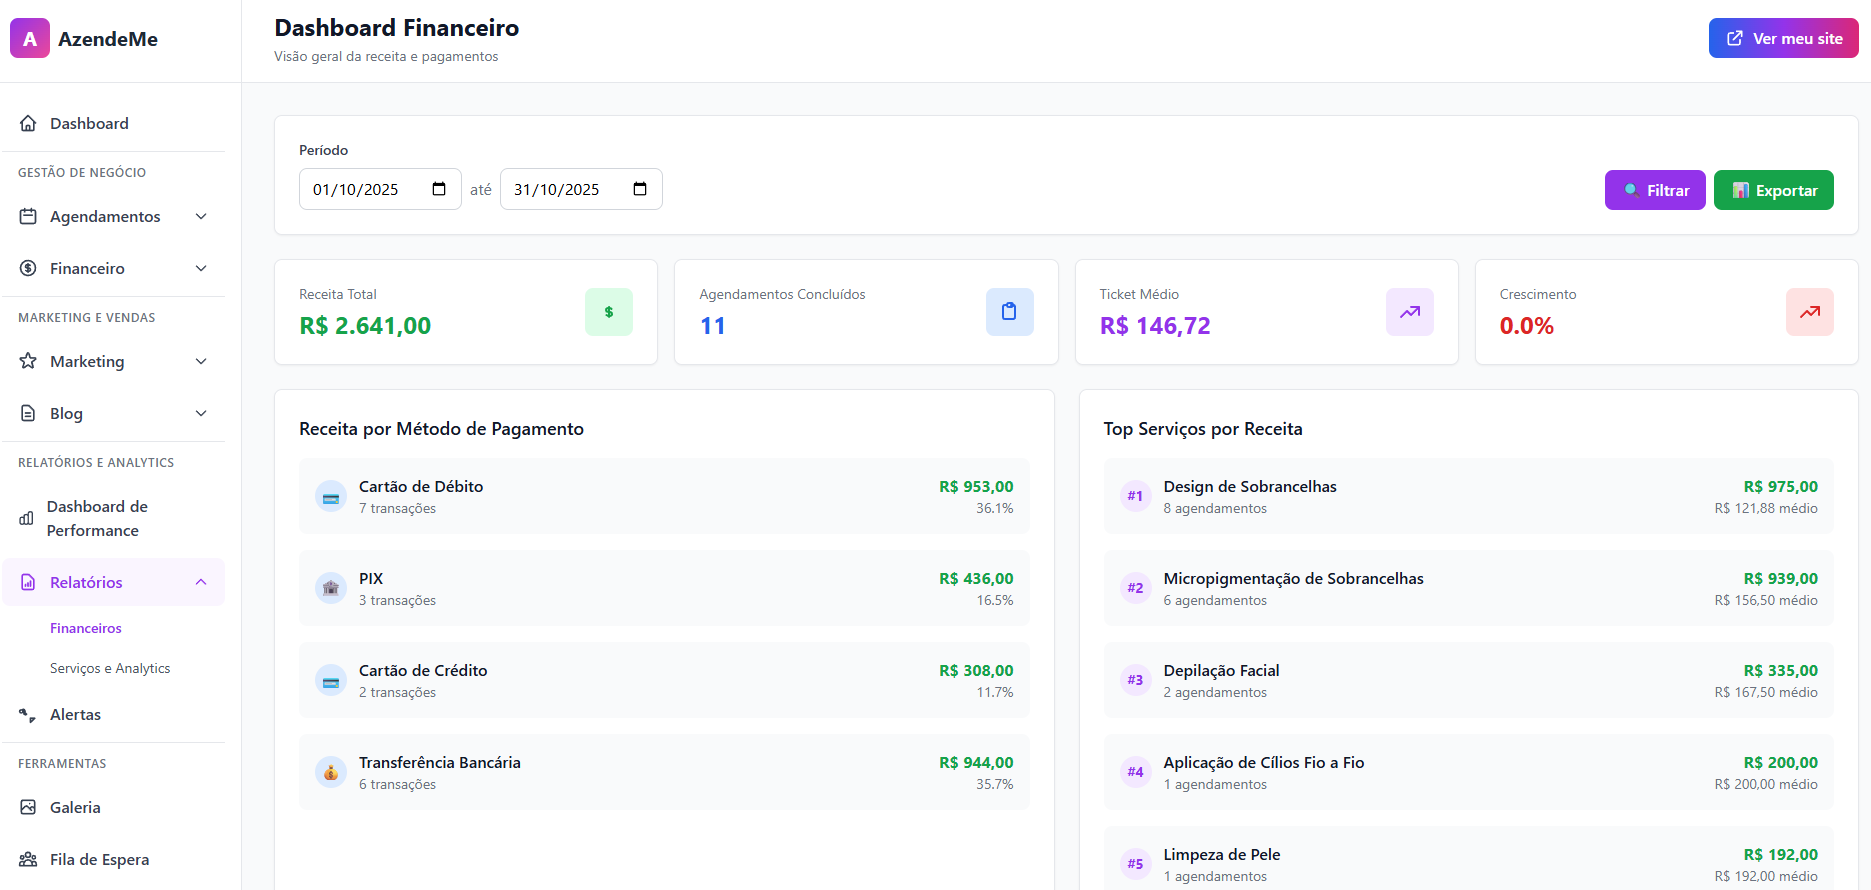 A AzendeMe
Dashboard
GESTÃO DE NEGÓCIO
Agendamentos
Financeiro
MARKETING E VENDAS
Marketing
Blog
RELATÓRIOS E ANALYTICS
Dashboard de
Performance
Relatórios
Financeiros
Serviços e Analytics
Alertas
FERRAMENTAS
Galeria
Fila de Espera
Dashboard Financeiro
Visão geral da receita e pagamentos
Ver meu site
Período
01/10/2025 até 31/10/2025
Filtrar
Exportar
Receita Total
R$ 2.641,00
$
Agendamentos Concluídos
11
Ticket Médio
R$ 146,72
Crescimento
0.0%
Receita por Método de Pagamento
Cartão de Débito R$ 953,00
7 transações 36.1%
PIX R$ 436,00
3 transações 16.5%
Cartão de Crédito R$ 308,00
2 transações 11.7%
Transferência Bancária R$ 944,00
6 transações 35.7%
Top Serviços por Receita
#1 Design de Sobrancelhas R$ 975,00
8 agendamentos R$ 121,88 médio
#2 Micropigmentação de Sobrancelhas R$ 939,00
6 agendamentos R$ 156,50 médio
#3 Depilação Facial R$ 335,00
2 agendamentos R$ 167,50 médio
#4 Aplicação de Cílios Fio a Fio R$ 200,00
1 agendamentos R$ 200,00 médio
#5 Limpeza de Pele R$ 192,00
1 agendamentos R$ 192,00 médio